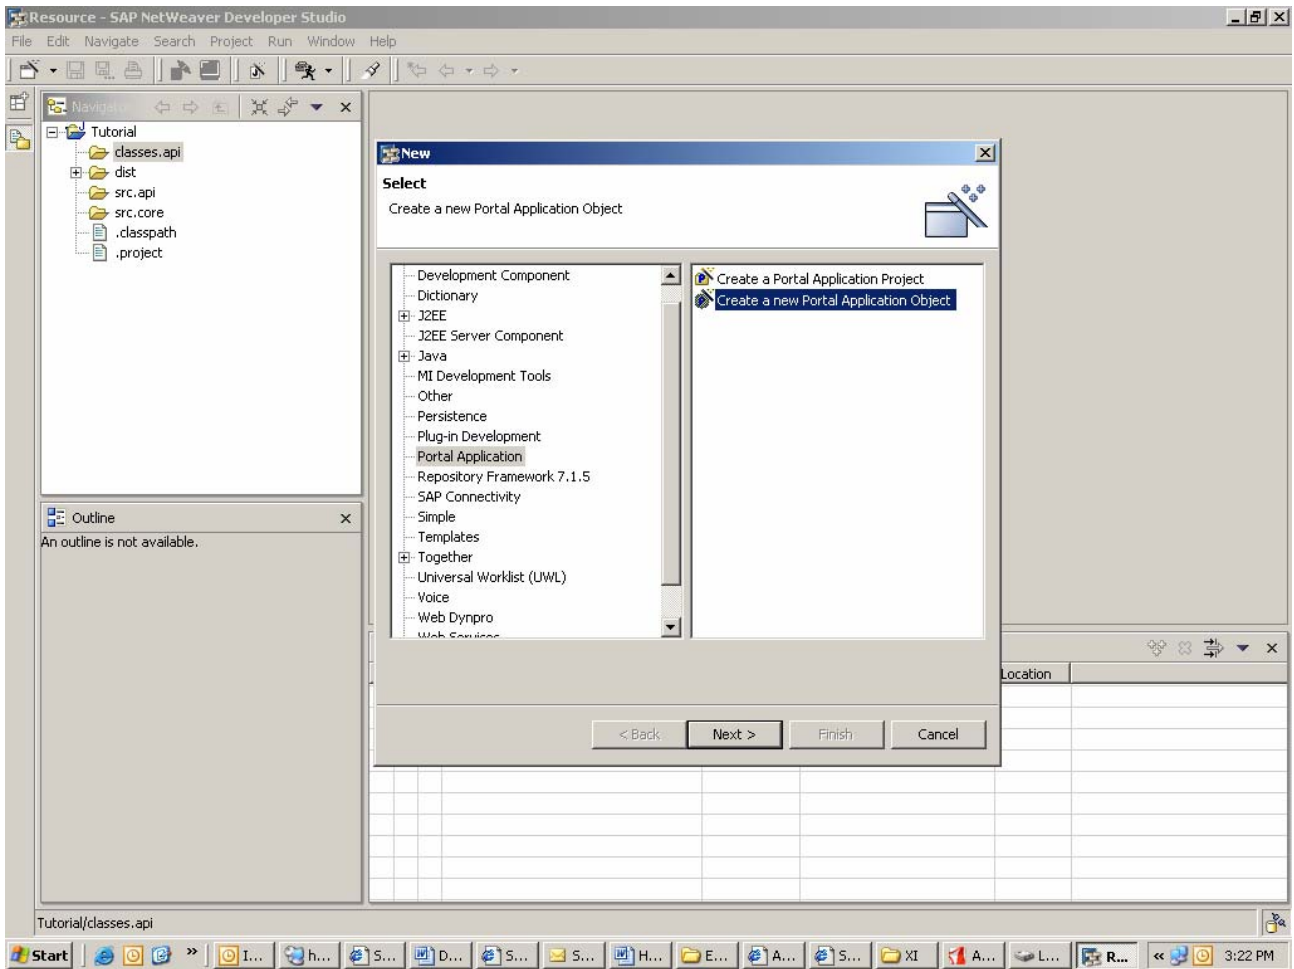 Resource - SAP NetWeaver Developer Studio
File Edit Navigate Search Project Run Window Help
Tutorial
classes.api
dist
src.api
src.core
.classpath
.project
Outline
An outline is not available.
New
Select
Create a new Portal Application Object
Development Component
Dictionary
J2EE
J2EE Server Component
Java
MI Development Tools
Other
Persistence
Plug-in Development
Portal Application
Repository Framework 7.1.5
SAP Connectivity
Simple
Templates
Together
Universal Worklist (UWL)
Voice
Web Dynpro
Web Services
Create a Portal Application Project
Create a new Portal Application Object
< Back Next > Finish Cancel
Location
Tutorial/classes.api
Start I... h... S... D... S... S... H... E... A... S... XI A... L... R... 3:22 PM